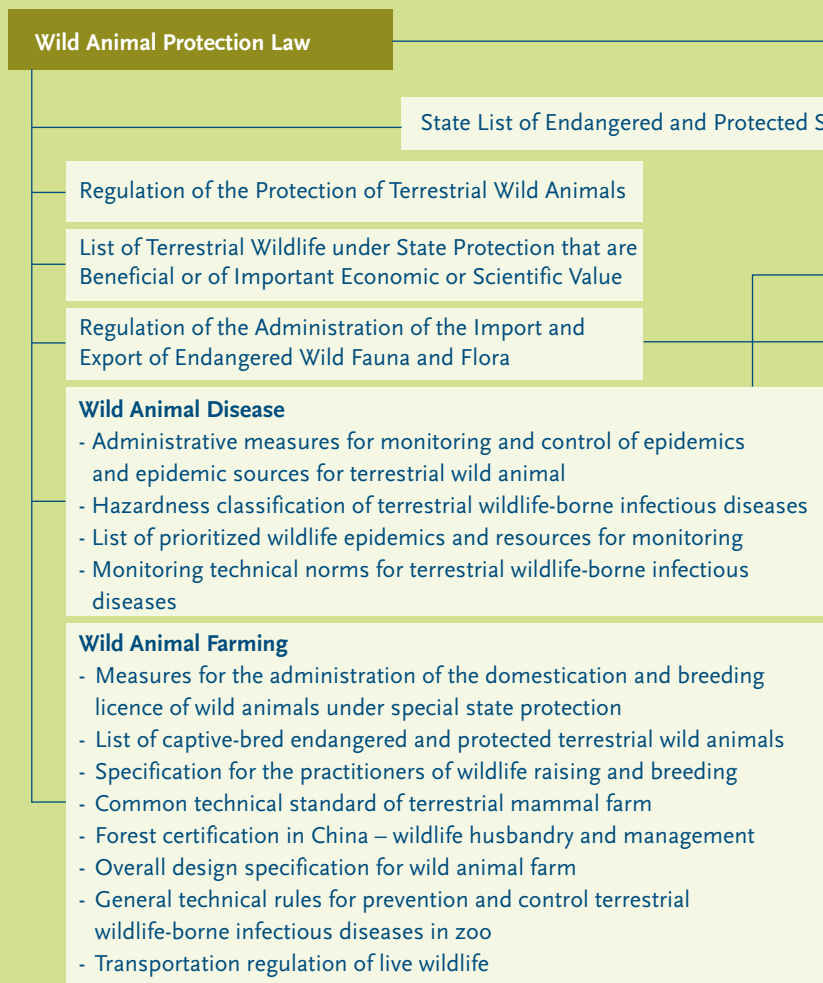 Wild Animal Protection Law
State List of Endangered and Protected S
Regulation of the Protection of Terrestrial Wild Animals
List of Terrestrial Wildlife under State Protection that are
Beneficial or of Important Economic or Scientific Value
Regulation of the Administration of the Import and
Export of Endangered Wild Fauna and Flora
Wild Animal Disease
- Administrative measures for monitoring and control of epidemics
and epidemic sources for terrestrial wild animal
- Hazardness classification of terrestrial wildlife-borne infectious diseases
- List of prioritized wildlife epidemics and resources for monitoring
- Monitoring technical norms for terrestrial wildlife-borne infectious
diseases
Wild Animal Farming
- Measures for the administration of the domestication and breeding
licence of wild animals under special state protection
- List of captive-bred endangered and protected terrestrial wild animals
- Specification for the practitioners of wildlife raising and breeding
- Common technical standard of terrestrial mammal farm
- Forest certification in China – wildlife husbandry and management
- Overall design specification for wild animal farm
- General technical rules for prevention and control terrestrial
wildlife-borne infectious diseases in zoo
- Transportation regulation of live wildlife